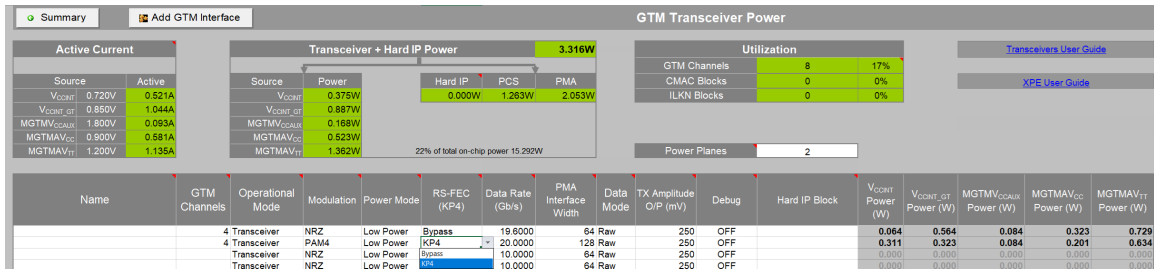 Summary
Add GTM Interface
GTM Transceiver Power
Active Current
Source Active
VCCINT 0.720V 0.521A
VCCINT_GT 0.850V 1.044A
MGTMVCCAUX 1.800V 0.093A
MGTMAVCC 0.900V 0.581A
MGTMAVTT 1.200V 1.135A
Transceiver + Hard IP Power 3.316W
Source Power Hard IP PCS PMA
VCCINT 0.375W 0.000W 1.263W 2.053W
VCCINT_GT 0.887W
MGTMVCCAUX 0.168W
MGTMAVCC 0.523W
MGTMAVTT 1.362W 22% of total on-chip power 15.292W
Utilization
GTM Channels 8 17%
CMAC Blocks 0 0%
ILKN Blocks 0 0%
Power Planes 2
Transceivers User Guide
XPE User Guide
Name GTM Channels Operational Mode Modulation Power Mode RS-FEC (KP4) Data Rate (Gb/s) PMA Interface Width Data Mode TX Amplitude O/P (mV) Debug Hard IP Block VCCINT Power (W) VCCINT_GT Power (W) MGTMVCCAUX Power (W) MGTMAVCC Power (W) MGTMAVTT Power (W)
4 Transceiver NRZ Low Power Bypass 19.6000 64 Raw 250 OFF 0.064 0.564 0.084 0.323 0.729
4 Transceiver PAM4 Low Power KP4 20.0000 128 Raw 250 OFF 0.311 0.323 0.084 0.201 0.634
Transceiver NRZ Low Power Bypass 10.0000 64 Raw 250 OFF 0.000 0.000 0.000 0.000 0.000
Transceiver NRZ Low Power KP4 10.0000 64 Raw 250 OFF 0.000 0.000 0.000 0.000 0.000